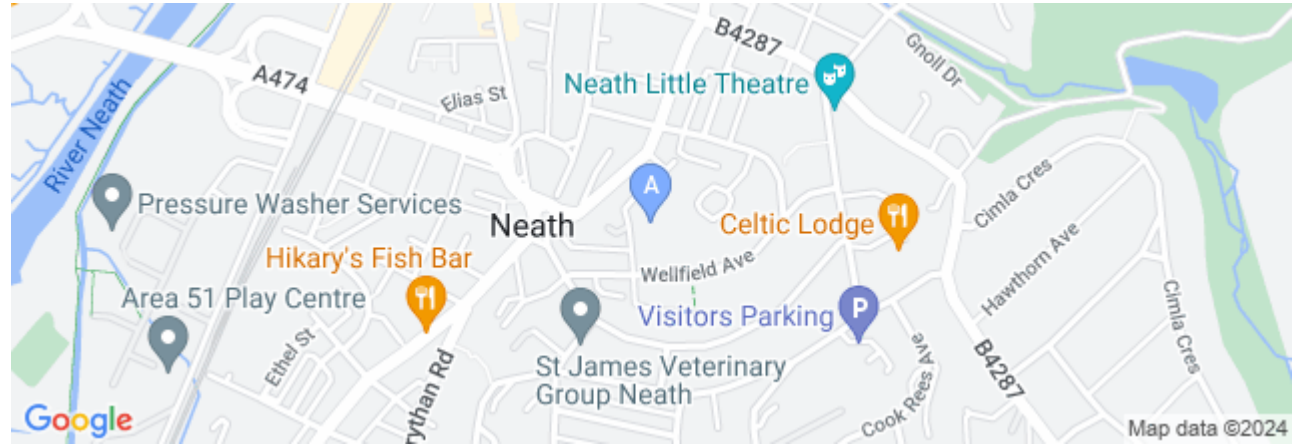 B4287
Gnoll Dr
A474
Elias St
Neath Little Theatre
River Neath
Pressure Washer Services
A
Cimla Cres
Neath
Celtic Lodge
Hikary's Fish Bar
Wellfield Ave
Hawthorn Ave
Area 51 Play Centre
Visitors Parking
P
Cimla Cres
Ethel St
St James Veterinary
Group Neath
B4287
Cook Rees Ave
rythan Rd
Google
Map data ©2024